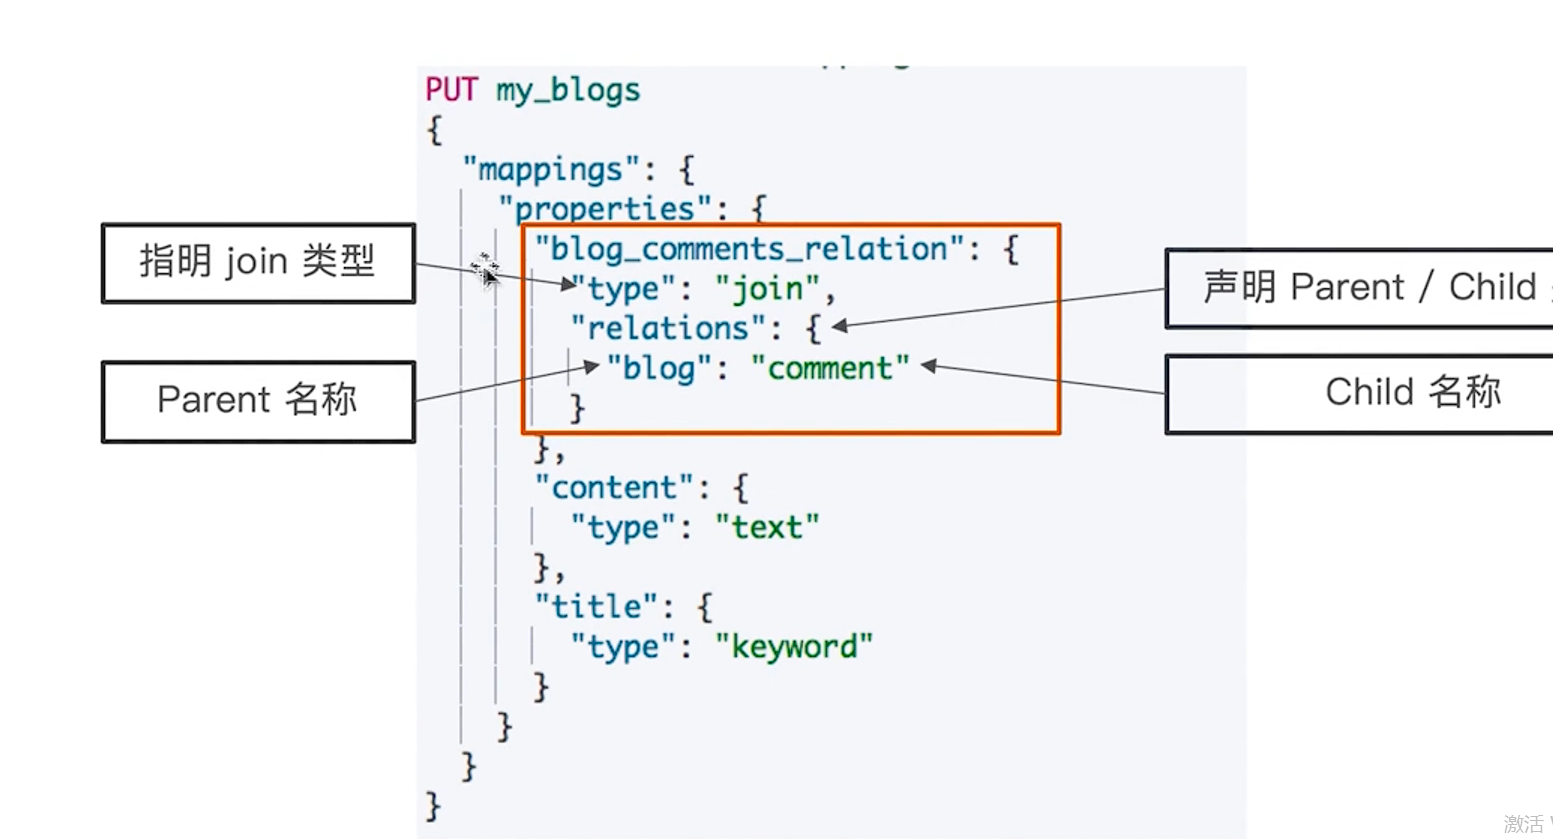 PUT my_blogs
{
"mappings": {
"properties": {
"blog_comments_relation": {
指明 join 类型
"type": "join",
声明 Parent / Child
"relations": {
Parent 名称
"blog": "comment"
Child 名称
}
},
"content": {
"type": "text"
},
"title": {
"type": "keyword"
}
}
}
}
激活